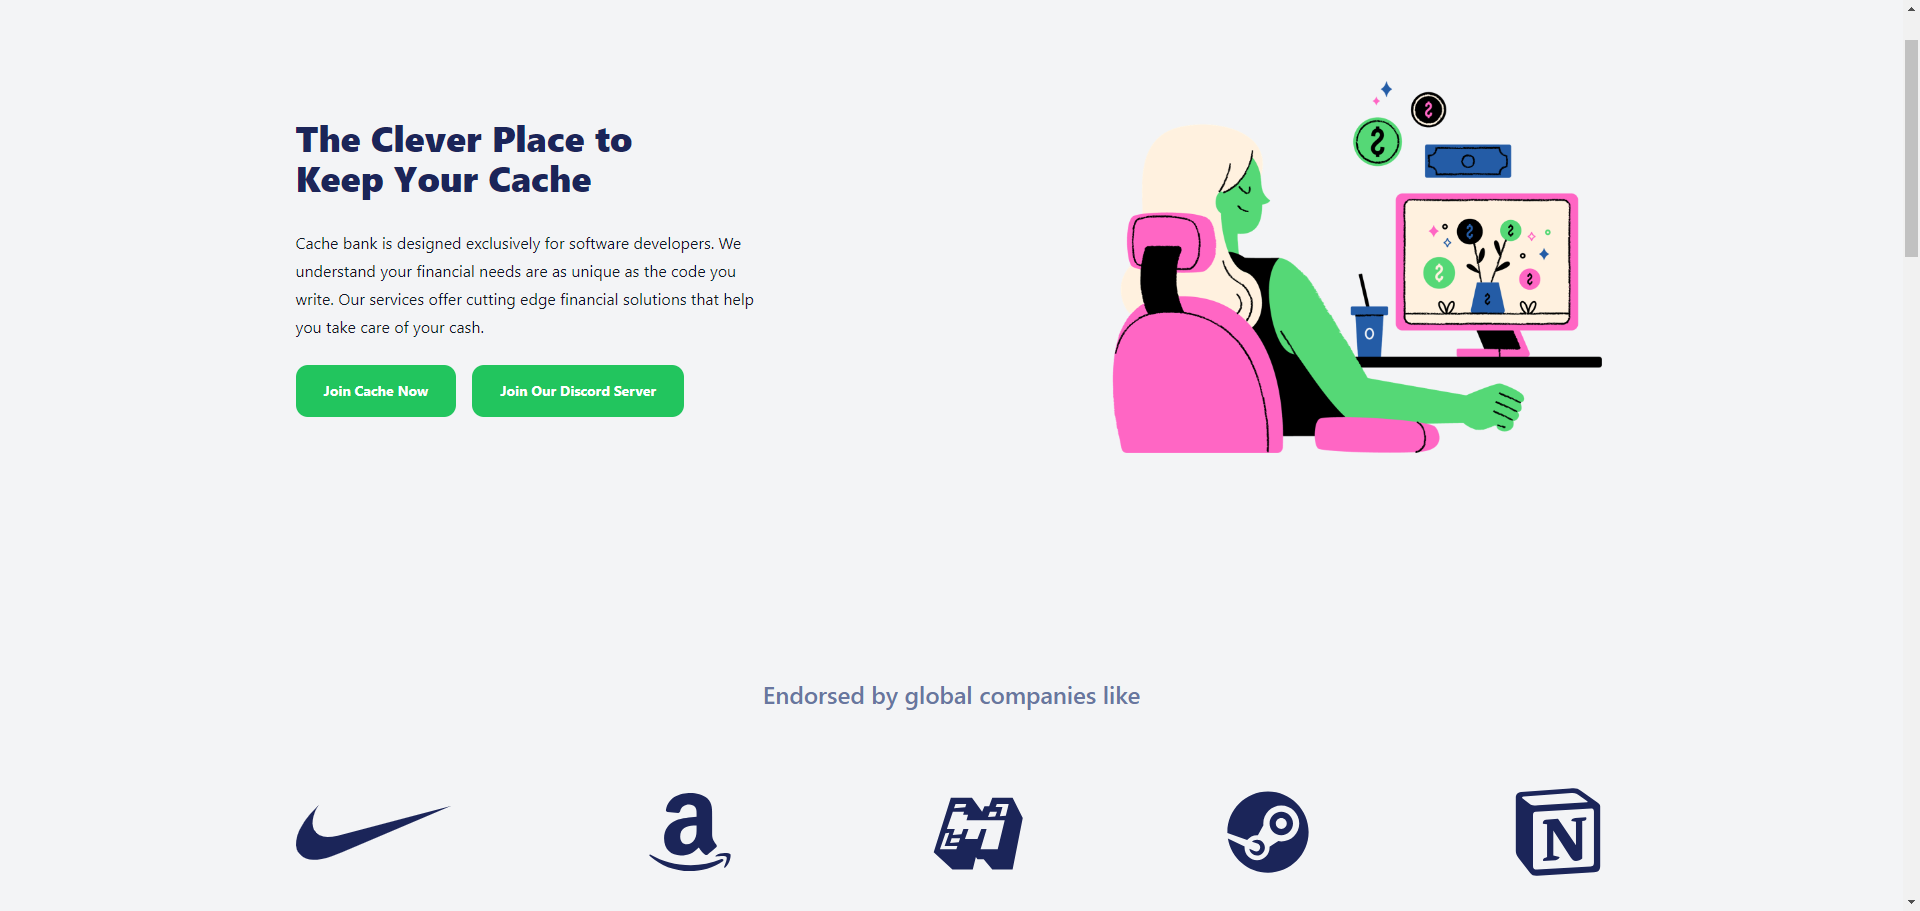 The Clever Place to
Keep Your Cache
Cache bank is designed exclusively for software developers. We
understand your financial needs are as unique as the code you
write. Our services offer cutting edge financial solutions that help
you take care of your cash.
Join Cache Now
Join Our Discord Server
Endorsed by global companies like
a
M
N